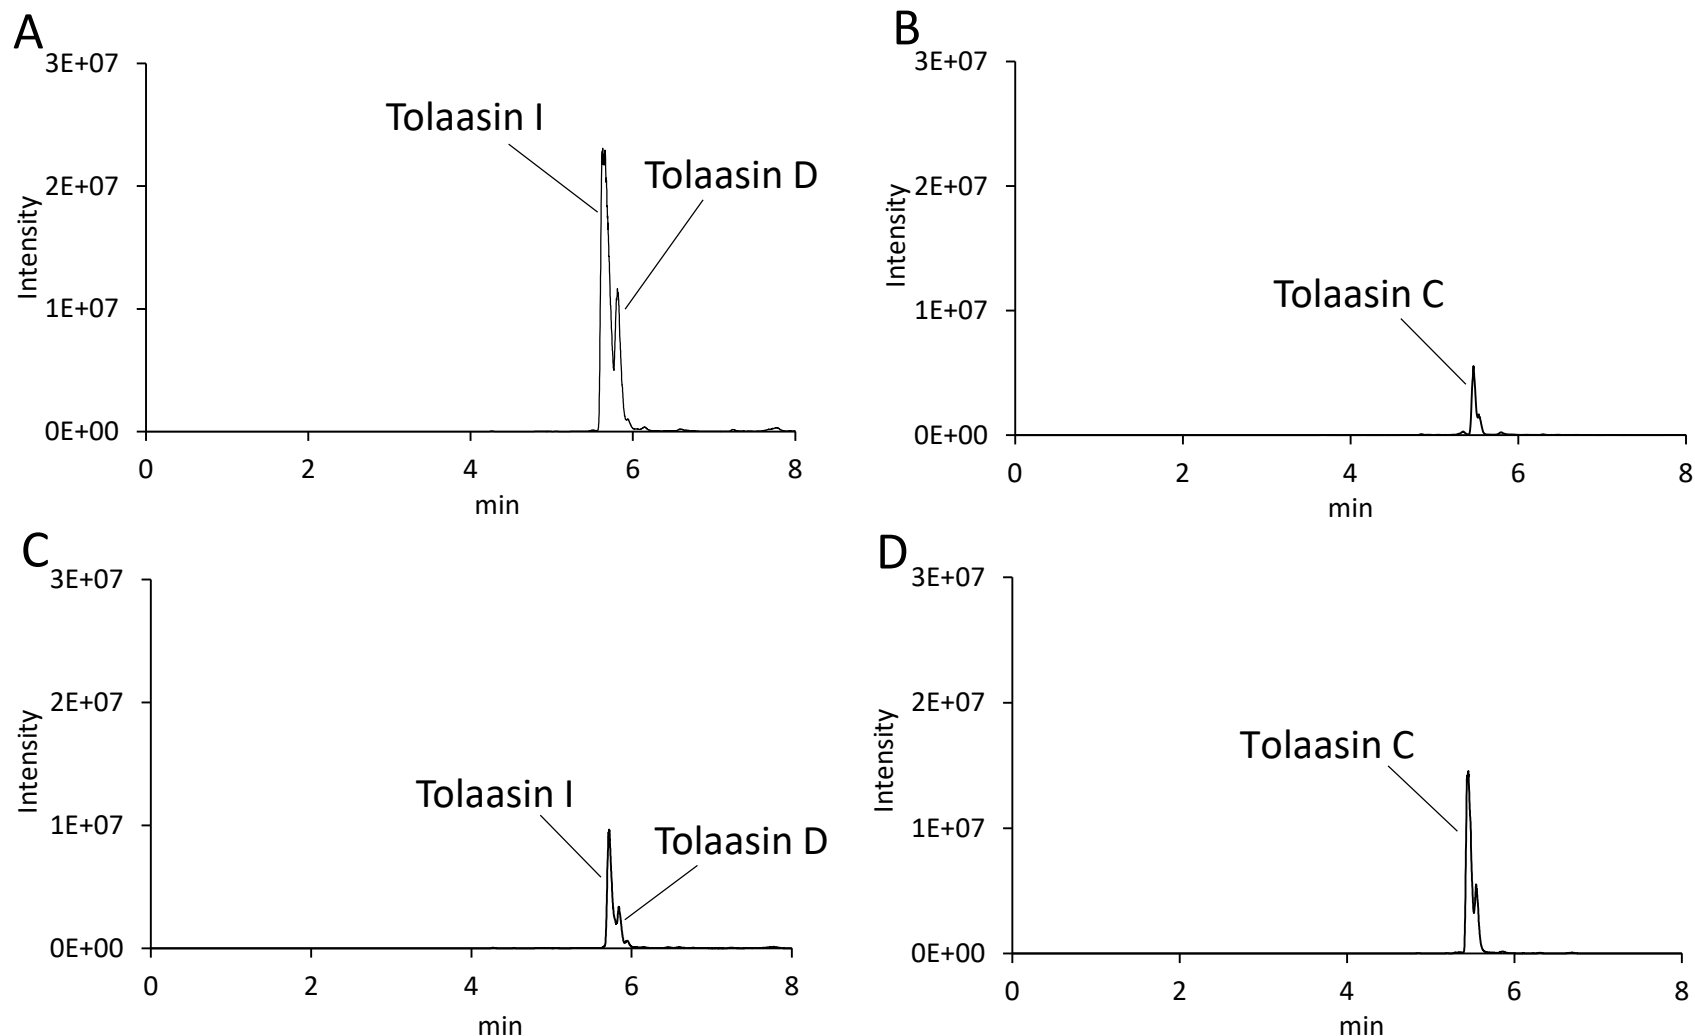 A
3E+07
2E+07
1E+07
0E+00
Intensity
Tolaasin I
Tolaasin D
0 2 4 6 8
min
B
3E+07
2E+07
1E+07
0E+00
Intensity
Tolaasin C
0 2 4 6 8
min
C
3E+07
2E+07
1E+07
0E+00
Intensity
Tolaasin I
Tolaasin D
0 2 4 6 8
min
D
3E+07
2E+07
1E+07
0E+00
Intensity
Tolaasin C
0 2 4 6 8
min